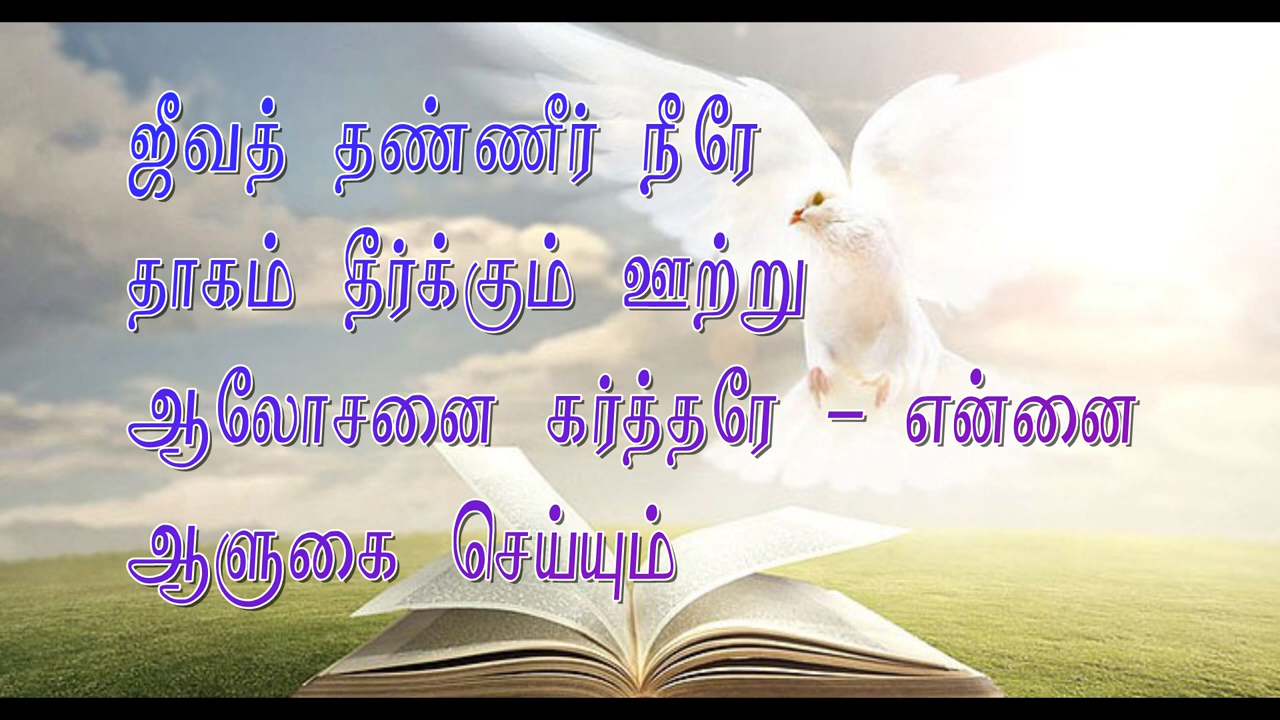 ஜீவத் தண்ணீர் நீரே
தாகம் தீர்க்கும் ஊற்று
ஆலோசனை கர்த்தரே – என்னை
ஆளுகை செய்யும்